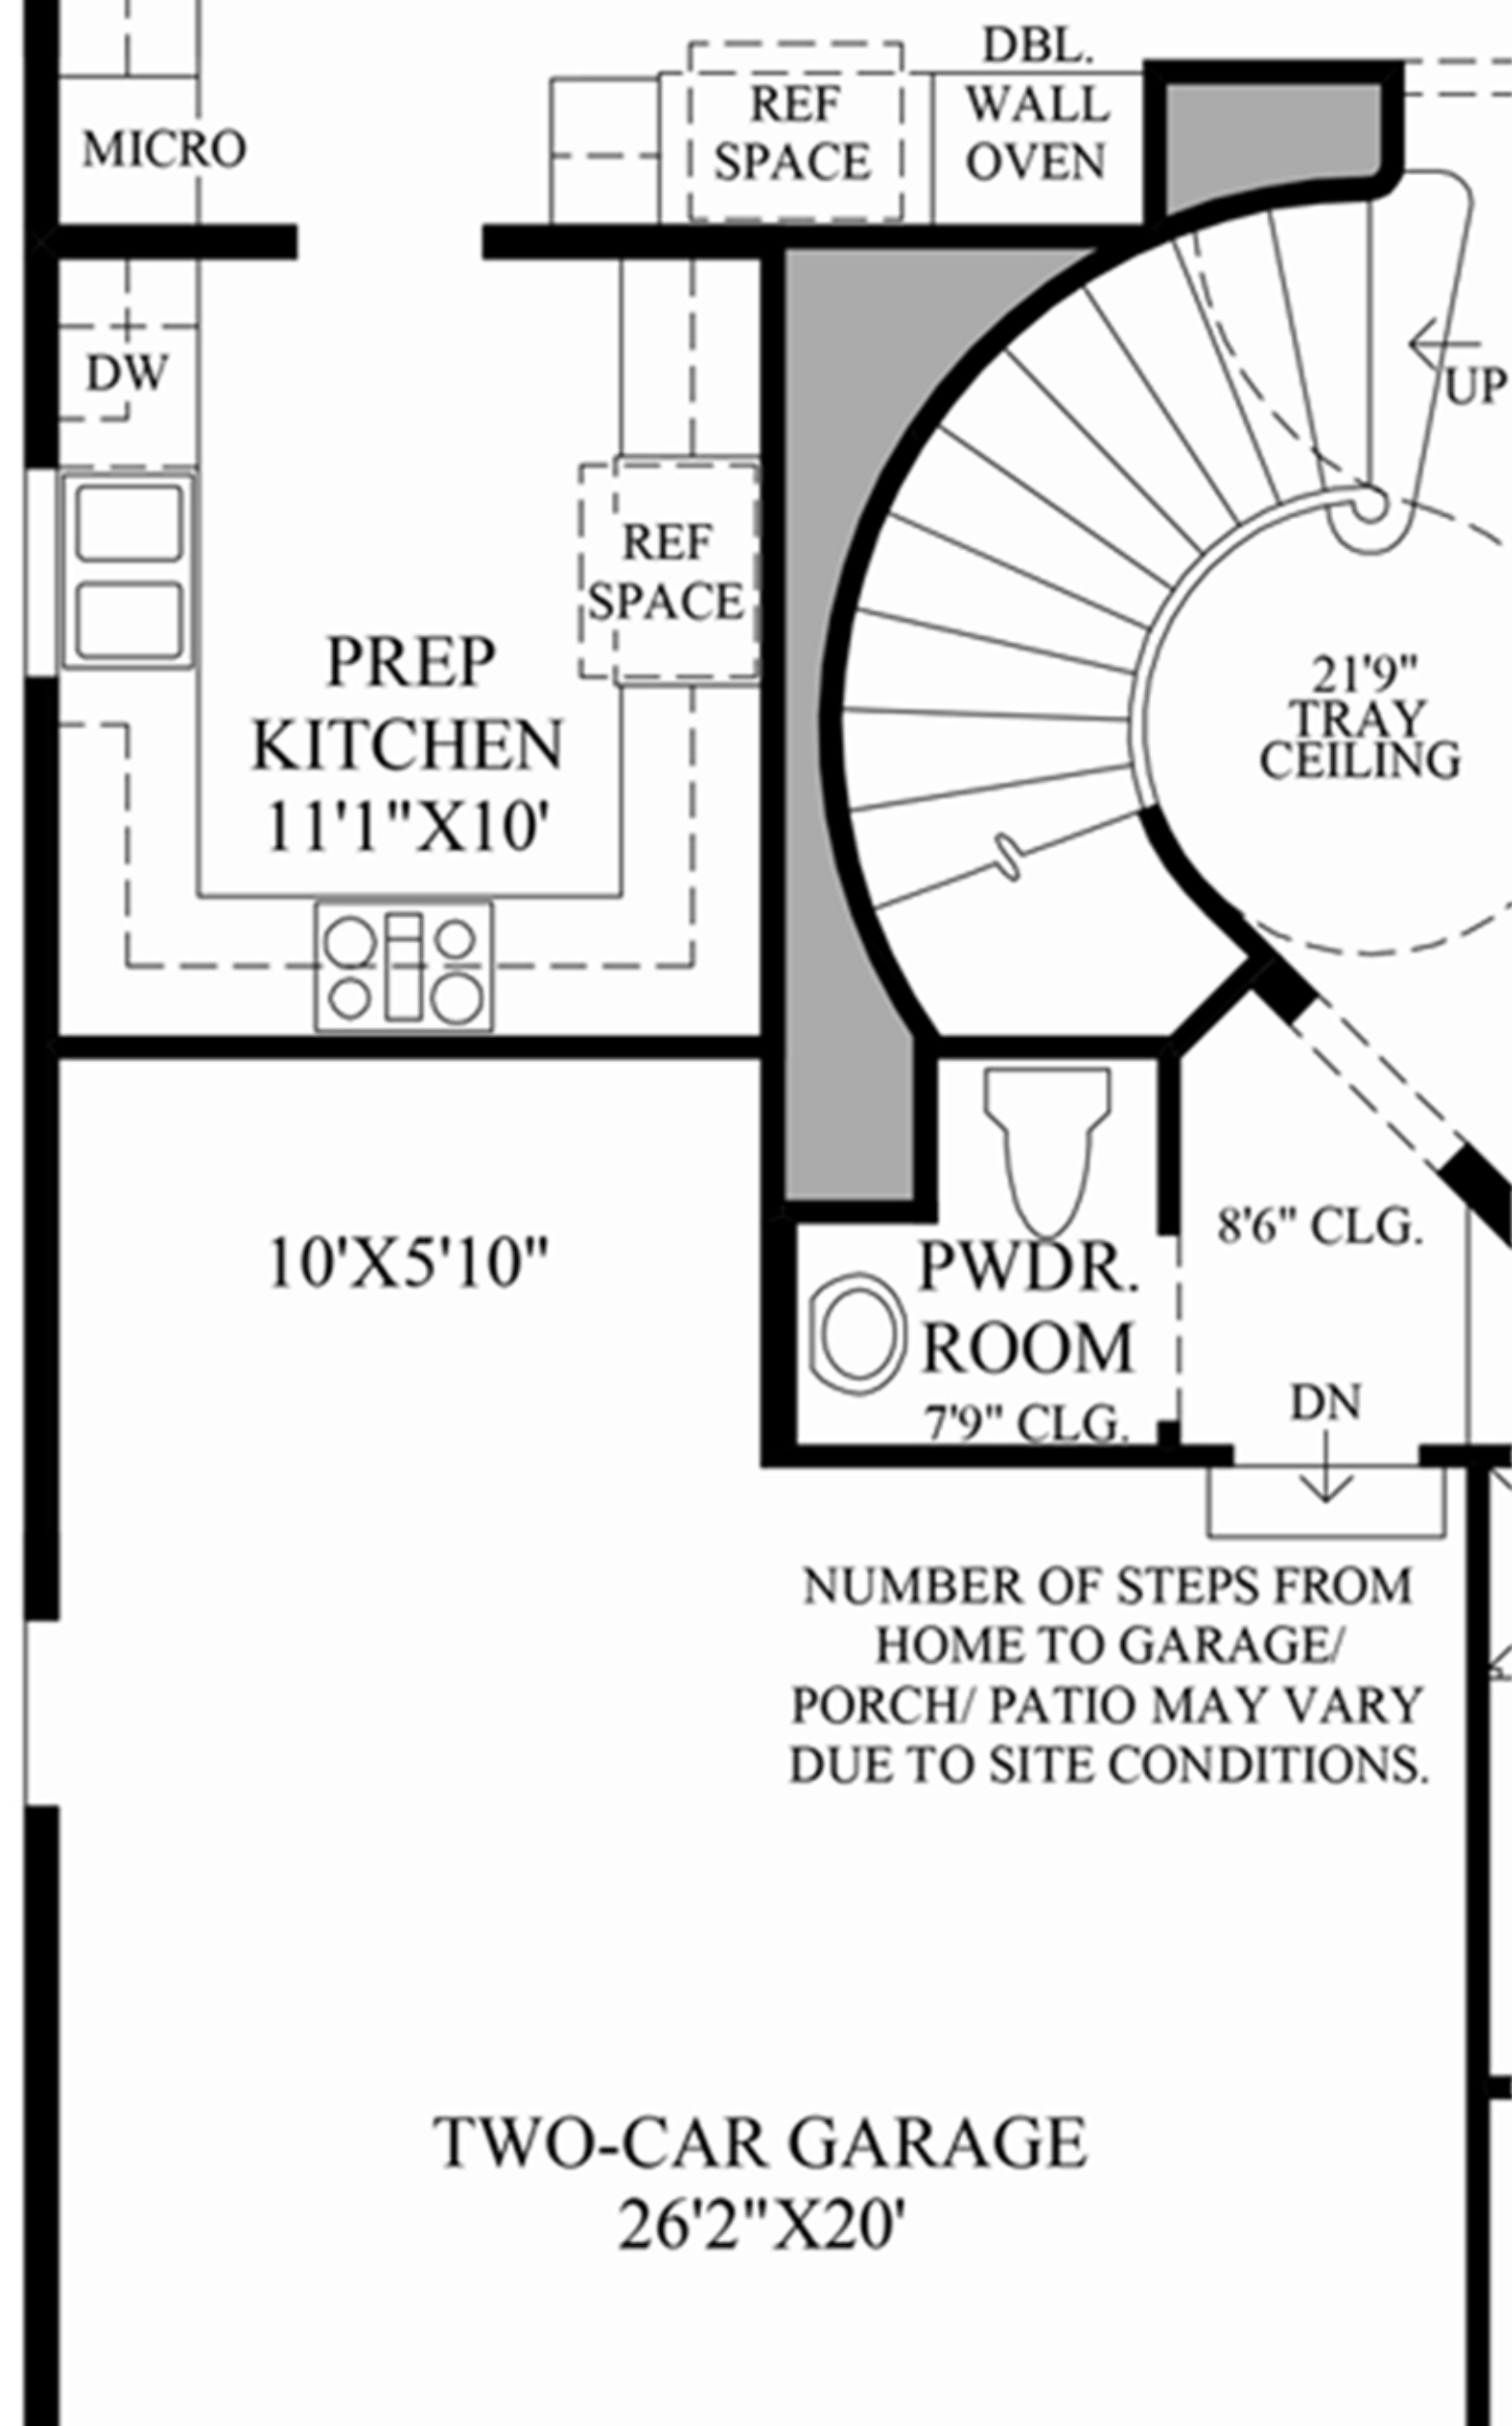 DBL.
WALL
OVEN
REF
SPACE
MICRO
DW
UP
REF
SPACE
PREP
KITCHEN
11'1"X10'
21'9"
TRAY
CEILING
10'X5'10"
8'6" CLG.
PWDR.
ROOM
7'9" CLG.
DN
NUMBER OF STEPS FROM
HOME TO GARAGE/
PORCH/ PATIO MAY VARY
DUE TO SITE CONDITIONS.
TWO-CAR GARAGE
26'2"X20'